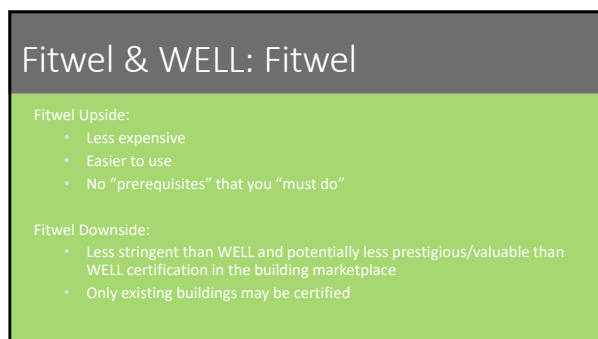 Fitwel & WELL: Fitwel
Fitwel Upside:
• Less expensive
• Easier to use
• No “prerequisites” that you “must do”
Fitwel Downside:
• Less stringent than WELL and potentially less prestigious/valuable than
WELL certification in the building marketplace
• Only existing buildings may be certified